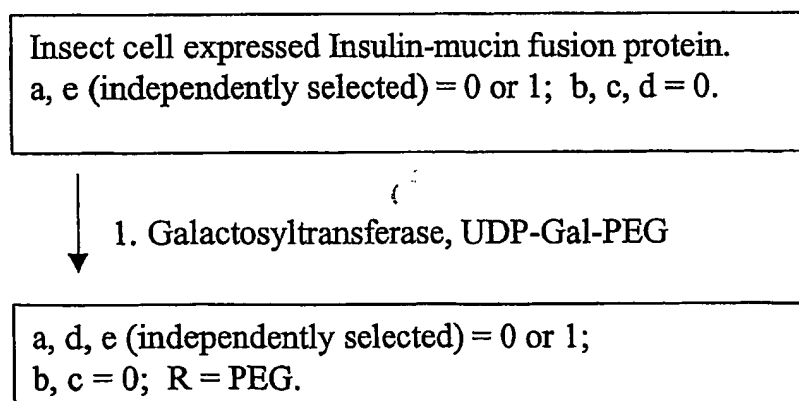 Insect cell expressed Insulin-mucin fusion protein.
a, e (independently selected) = 0 or 1; b, c, d = 0.
1. Galactosyltransferase, UDP-Gal-PEG
a, d, e (independently selected) = 0 or 1;
b, c = 0; R = PEG.